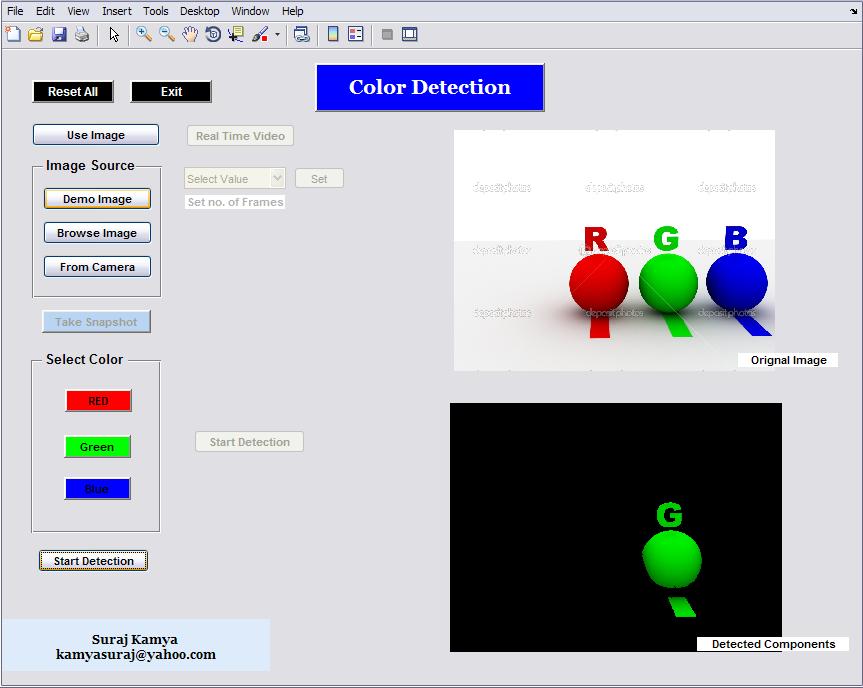 File Edit View Insert Tools Desktop Window Help
Reset All Exit
Color Detection
Use Image
Real Time Video
Image Source
Select Value Set
Set no. of Frames
Demo Image
Browse Image
From Camera
Take Snapshot
Select Color
RED
Green
Blue
Start Detection
Start Detection
Suraj Kamya
kamyasuraj@yahoo.com
depositphotos depositphotos depositphotos
R G B
depositphotos depositphotos depositphotos
depositphotos depositphotos depositphotos
Orignal Image
G
Detected Components